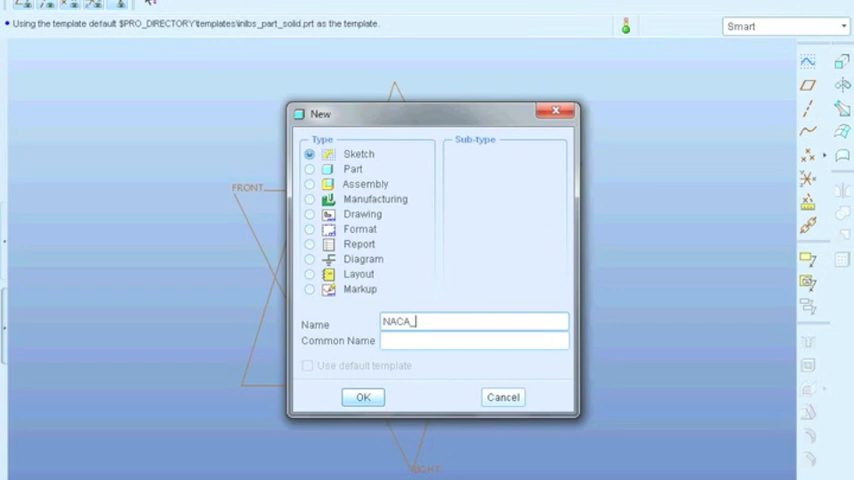 Using the template default $PRO_DIRECTORY\templates\inlbs_part_solid.prt as the template.
Smart
New
Type
Sub-type
Sketch
Part
Assembly
Manufacturing
Drawing
Format
Report
Diagram
Layout
Markup
FRONT
Name
NACA_
Common Name
Use default template
OK
Cancel
RIGHT